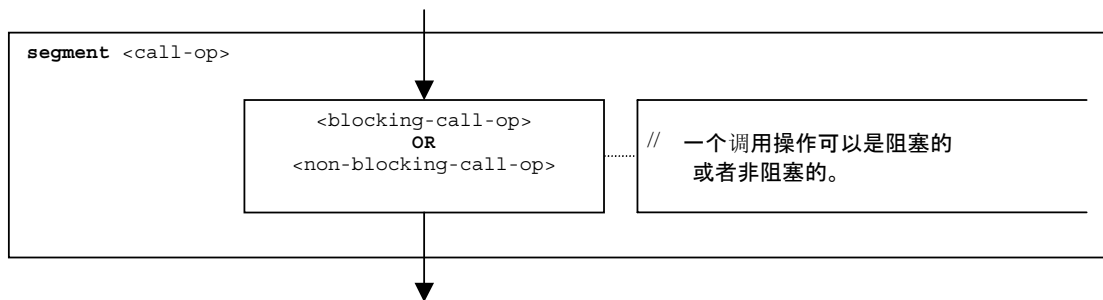 segment <call-op>
<blocking-call-op>
OR
<non-blocking-call-op>
// 一个调用操作可以是阻塞的
或者非阻塞的。